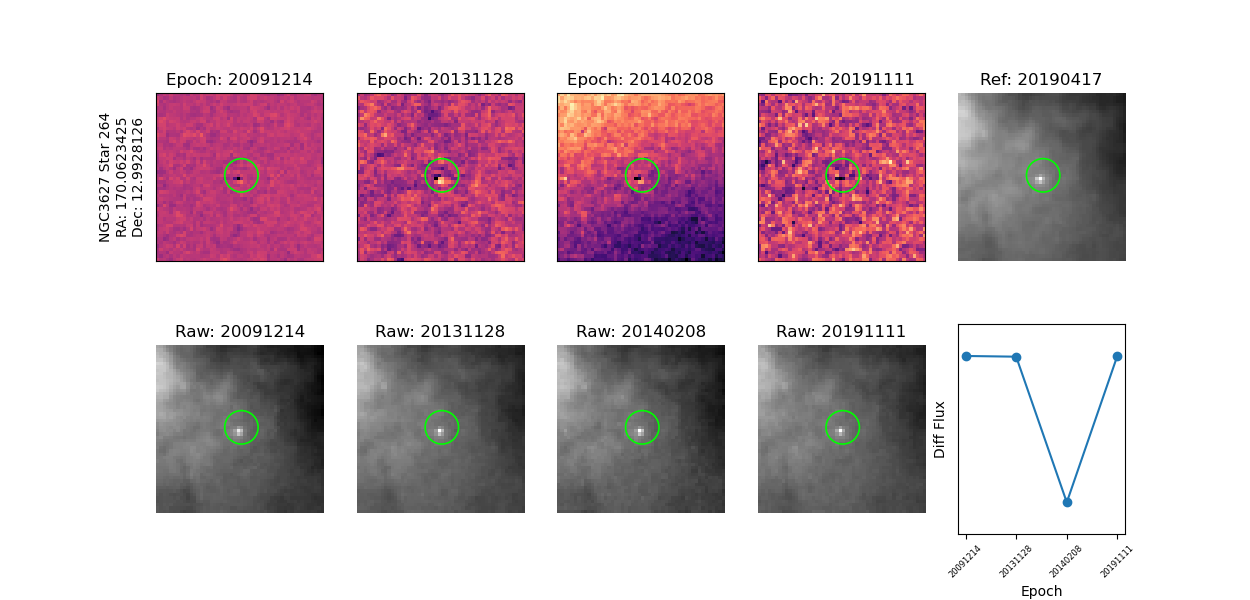 Epoch: 20091214
Epoch: 20131128
Epoch: 20140208
Epoch: 20191111
Ref: 20190417
NGC3627 Star 264
RA: 170.0623425
Dec: 12.9928126
Raw: 20091214
Raw: 20131128
Raw: 20140208
Raw: 20191111
Diff Flux
20091214
20131128
20140208
20191111
Epoch